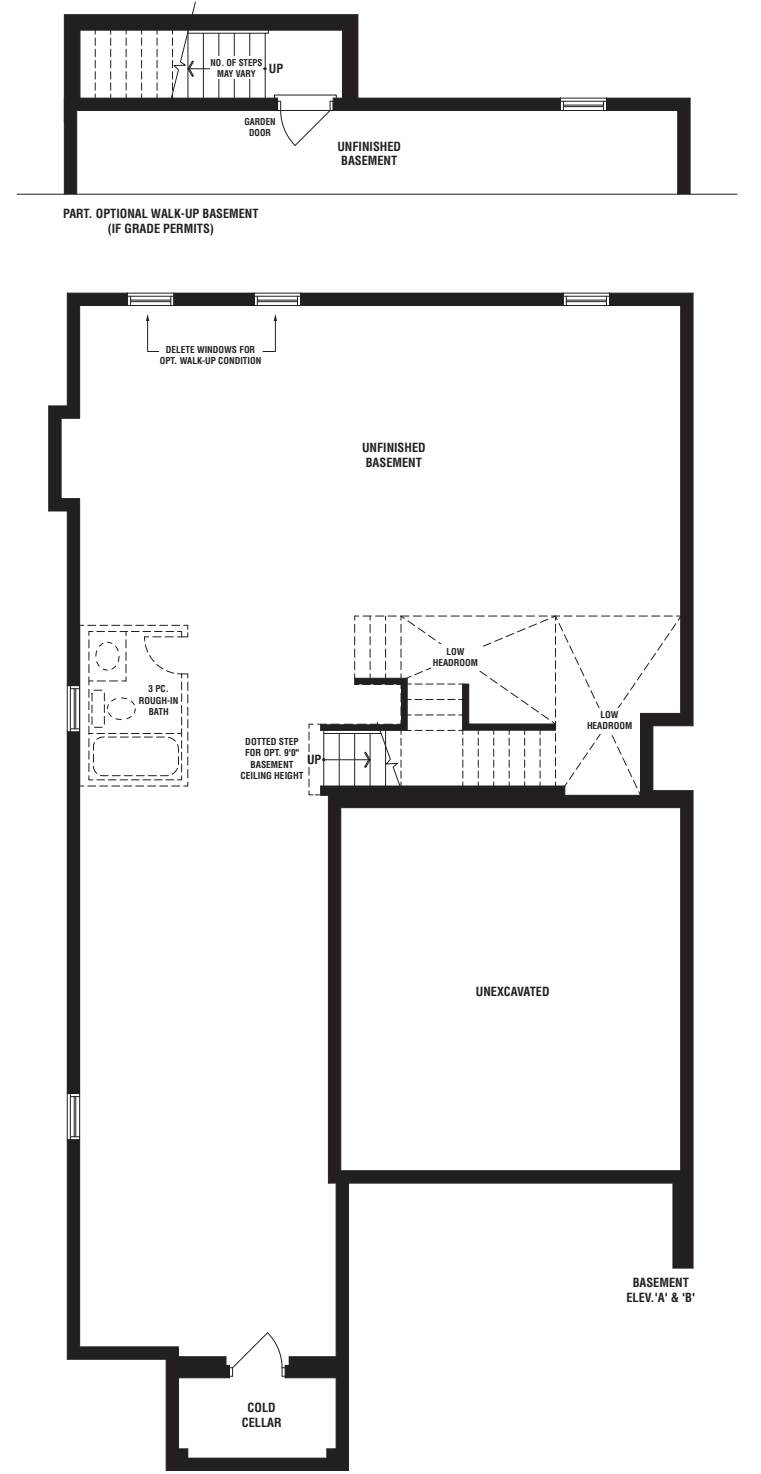 NO. OF STEPS
MAY VARY
UP
GARDEN
DOOR
UNFINISHED
BASEMENT
PART. OPTIONAL WALK-UP BASEMENT
(IF GRADE PERMITS)
DELETE WINDOWS FOR
OPT. WALK-UP CONDITION
UNFINISHED
BASEMENT
LOW
HEADROOM
3 PC.
ROUGH-IN
BATH
LOW
HEADROOM
DOTTED STEP
FOR OPT. 9'0"
BASEMENT
CEILING HEIGHT
UP
UNEXCAVATED
BASEMENT
ELEV.'A' & 'B'
COLD
CELLAR